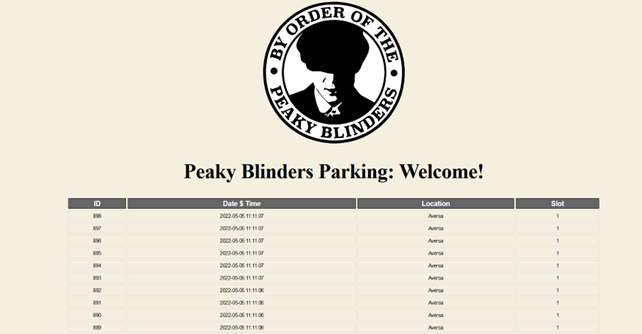 BY ORDER OF THE
PEAKY BLINDERS
Peaky Blinders Parking: Welcome!
ID Date $ Time Location Slot
898 2022-05-05 11:11:07 Aversa 1
897 2022-05-05 11:11:07 Aversa 1
896 2022-05-05 11:11:07 Aversa 1
895 2022-05-05 11:11:07 Aversa 1
894 2022-05-05 11:11:07 Aversa 1
893 2022-05-05 11:11:07 Aversa 1
892 2022-05-05 11:11:06 Aversa 1
891 2022-05-05 11:11:06 Aversa 1
890 2022-05-05 11:11:06 Aversa 1
889 2022-05-05 11:11:06 Aversa 1